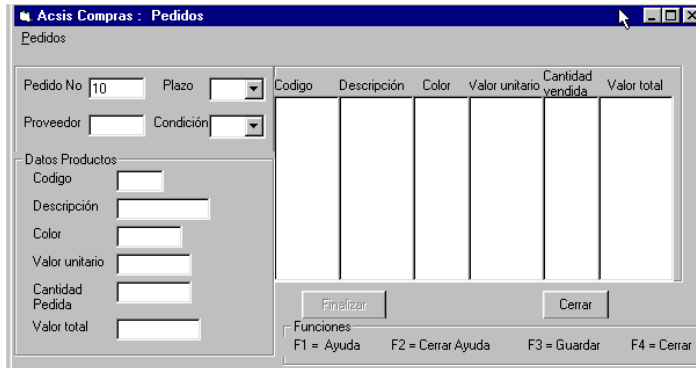 Acsis Compras : Pedidos
Pedidos
Pedido No 10 Plazo
Proveedor Condición
Codigo Descripción Color Valor unitario Cantidad vendida Valor total
Datos Productos
Codigo
Descripción
Color
Valor unitario
Cantidad
Pedida
Valor total
Finalizar Cerrar
Funciones
F1 = Ayuda F2 = Cerrar Ayuda F3 = Guardar F4 = Cerrar